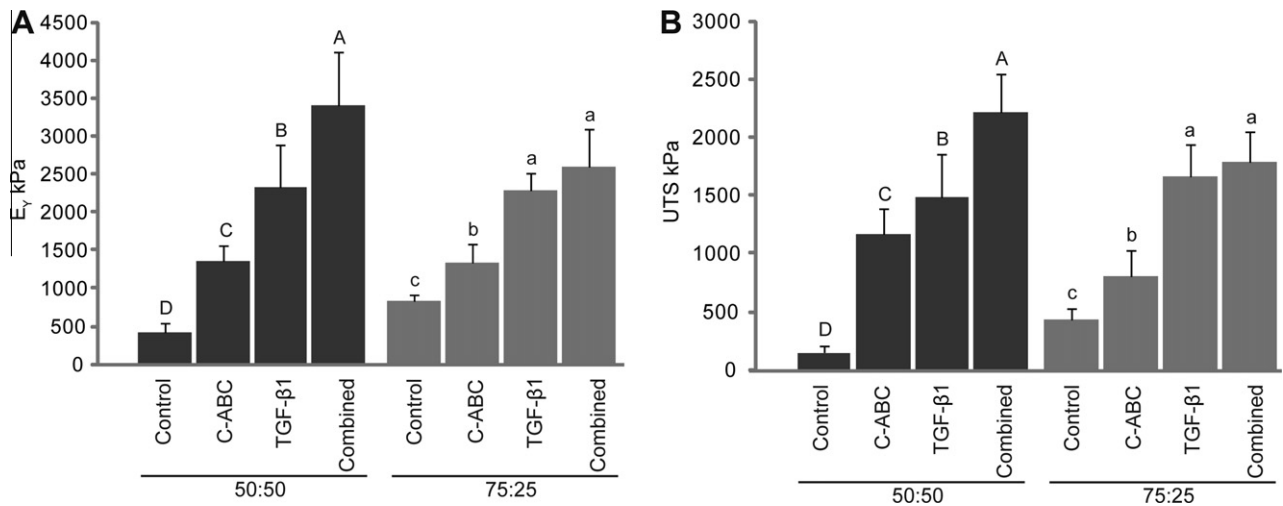 A
E_Y kPa
4500
4000
3500
3000
2500
2000
1500
1000
500
0
D
C
B
A
c
b
a
a
Control
C-ABC
TGF-β1
Combined
Control
C-ABC
TGF-β1
Combined
50:50
75:25
B
UTS kPa
3000
2500
2000
1500
1000
500
0
D
C
B
A
c
b
a
a
Control
C-ABC
TGF-β1
Combined
Control
C-ABC
TGF-β1
Combined
50:50
75:25